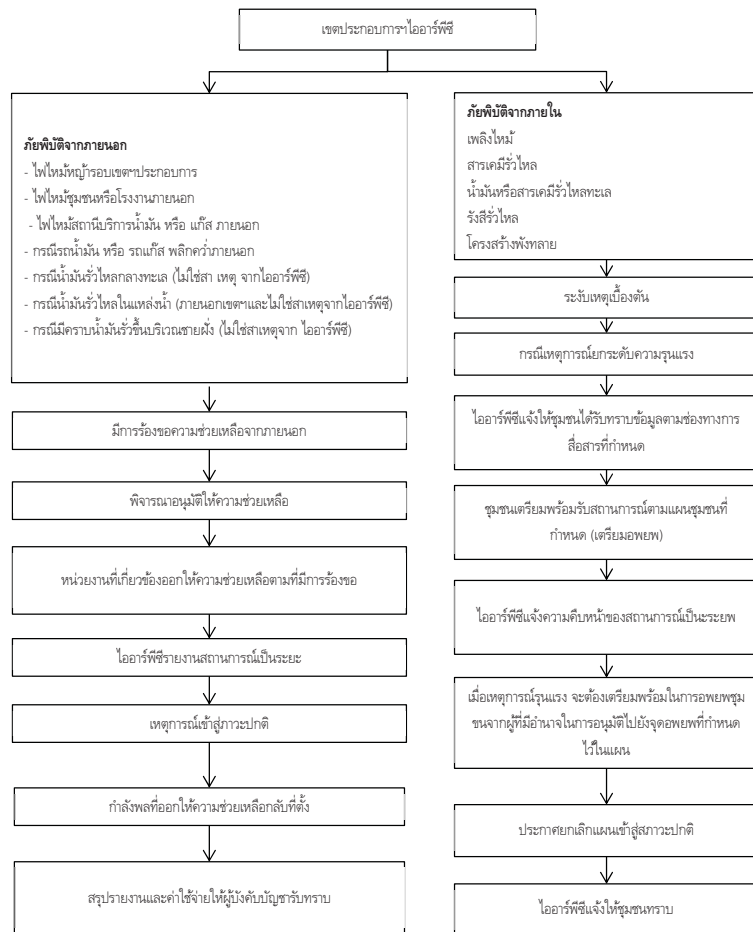 เขตประกอบการฯไออาร์พีซี
ภัยพิบัติจากภายนอก
- ไฟไหม้หญ้ารอบเขตฯประกอบการ
- ไฟไหม้ชุมชนหรือโรงงานภายนอก
- ไฟไหม้สถานีบริการน้ำมัน หรือ แก๊ส ภายนอก
- กรณีรถน้ำมัน หรือ รถแก๊ส พลิกคว่ำภายนอก
- กรณีน้ำมันรั่วไหลกลางทะเล (ไม่ใช่สา เหตุ จากไออาร์พีซี)
- กรณีน้ำมันรั่วไหลในแหล่งน้ำ (ภายนอกเขตฯและไม่ใช่สาเหตุจากไออาร์พีซี)
- กรณีมีคราบน้ำมันรั่วขึ้นบริเวณชายฝั่ง (ไม่ใช่สาเหตุจาก ไออาร์พีซี)
มีการร้องขอความช่วยเหลือจากภายนอก
พิจารณาอนุมัติให้ความช่วยเหลือ
หน่วยงานที่เกี่ยวข้องออกให้ความช่วยเหลือตามที่มีการร้องขอ
ไออาร์พีซีรายงานสถานการณ์เป็นระยะ
เหตุการณ์เข้าสู่ภาวะปกติ
กำลังพลที่ออกให้ความช่วยเหลือกลับที่ตั้ง
สรุปรายงานและค่าใช้จ่ายให้ผู้บังคับบัญชารับทราบ
ภัยพิบัติจากภายใน
เพลิงไหม้
สารเคมีรั่วไหล
น้ำมันหรือสารเคมีรั่วไหลทะเล
รังสีรั่วไหล
โครงสร้างพังทลาย
ระงับเหตุเบื้องต้น
กรณีเหตุการณ์ยกระดับความรุนแรง
ไออาร์พีซีแจ้งให้ชุมชนได้รับทราบข้อมูลตามช่องทางการ
สื่อสารที่กำหนด
ชุมชนเตรียมพร้อมรับสถานการณ์ตามแผนชุมชนที่
กำหนด (เตรียมอพยพ)
ไออาร์พีซีแจ้งความคืบหน้าของสถานการณ์เป็นะระยพ
เมื่อเหตุการณ์รุนแรง จะต้องเตรียมพร้อมในการอพยพชุม
ชนจากผู้ที่มีอำนาจในการอนุมัติไปยังจุดอพยพที่กำหนด
ไว้ในแผน
ประกาศยกเลิกแผนเข้าสู่สภาวะปกติ
ไออาร์พีซีแจ้งให้ชุมชนทราบ